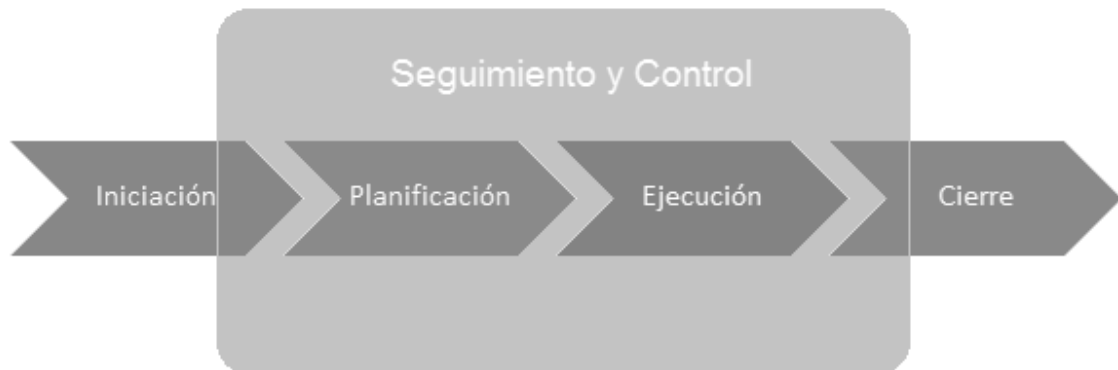 Seguimiento y Control
Iniciación
Planificación
Ejecución
Cierre